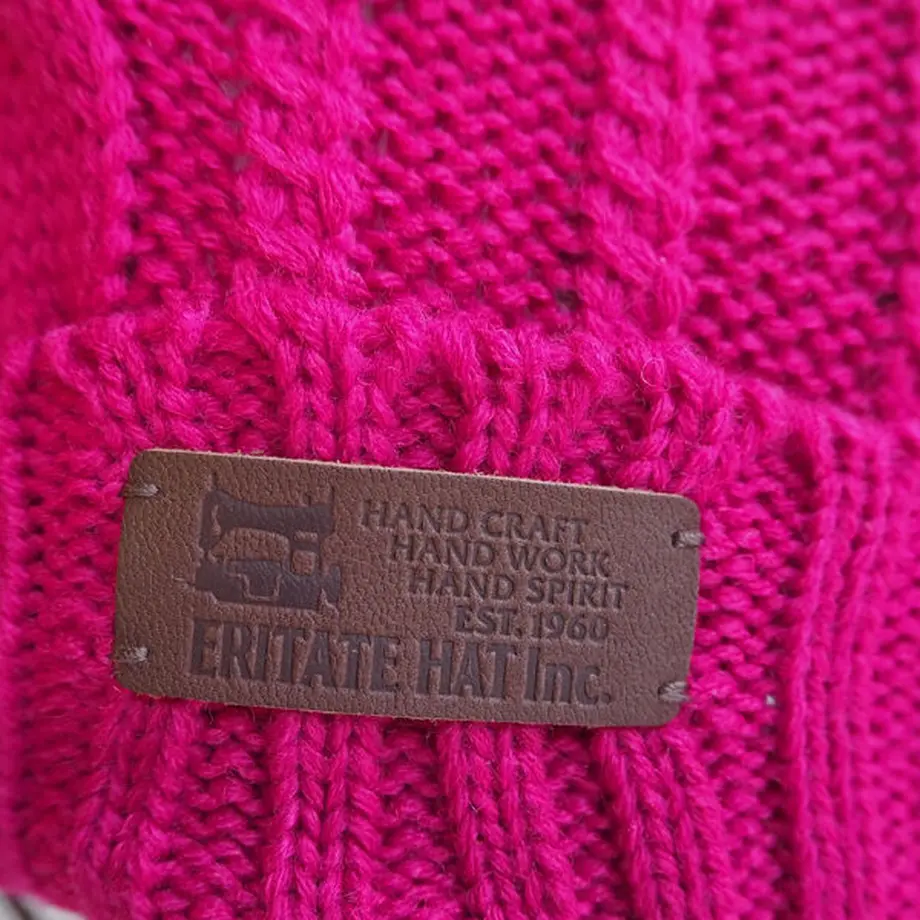 HAND CRAFT
HAND WORK
HAND SPIRIT
EST. 1960
ERITATE HAT Inc.